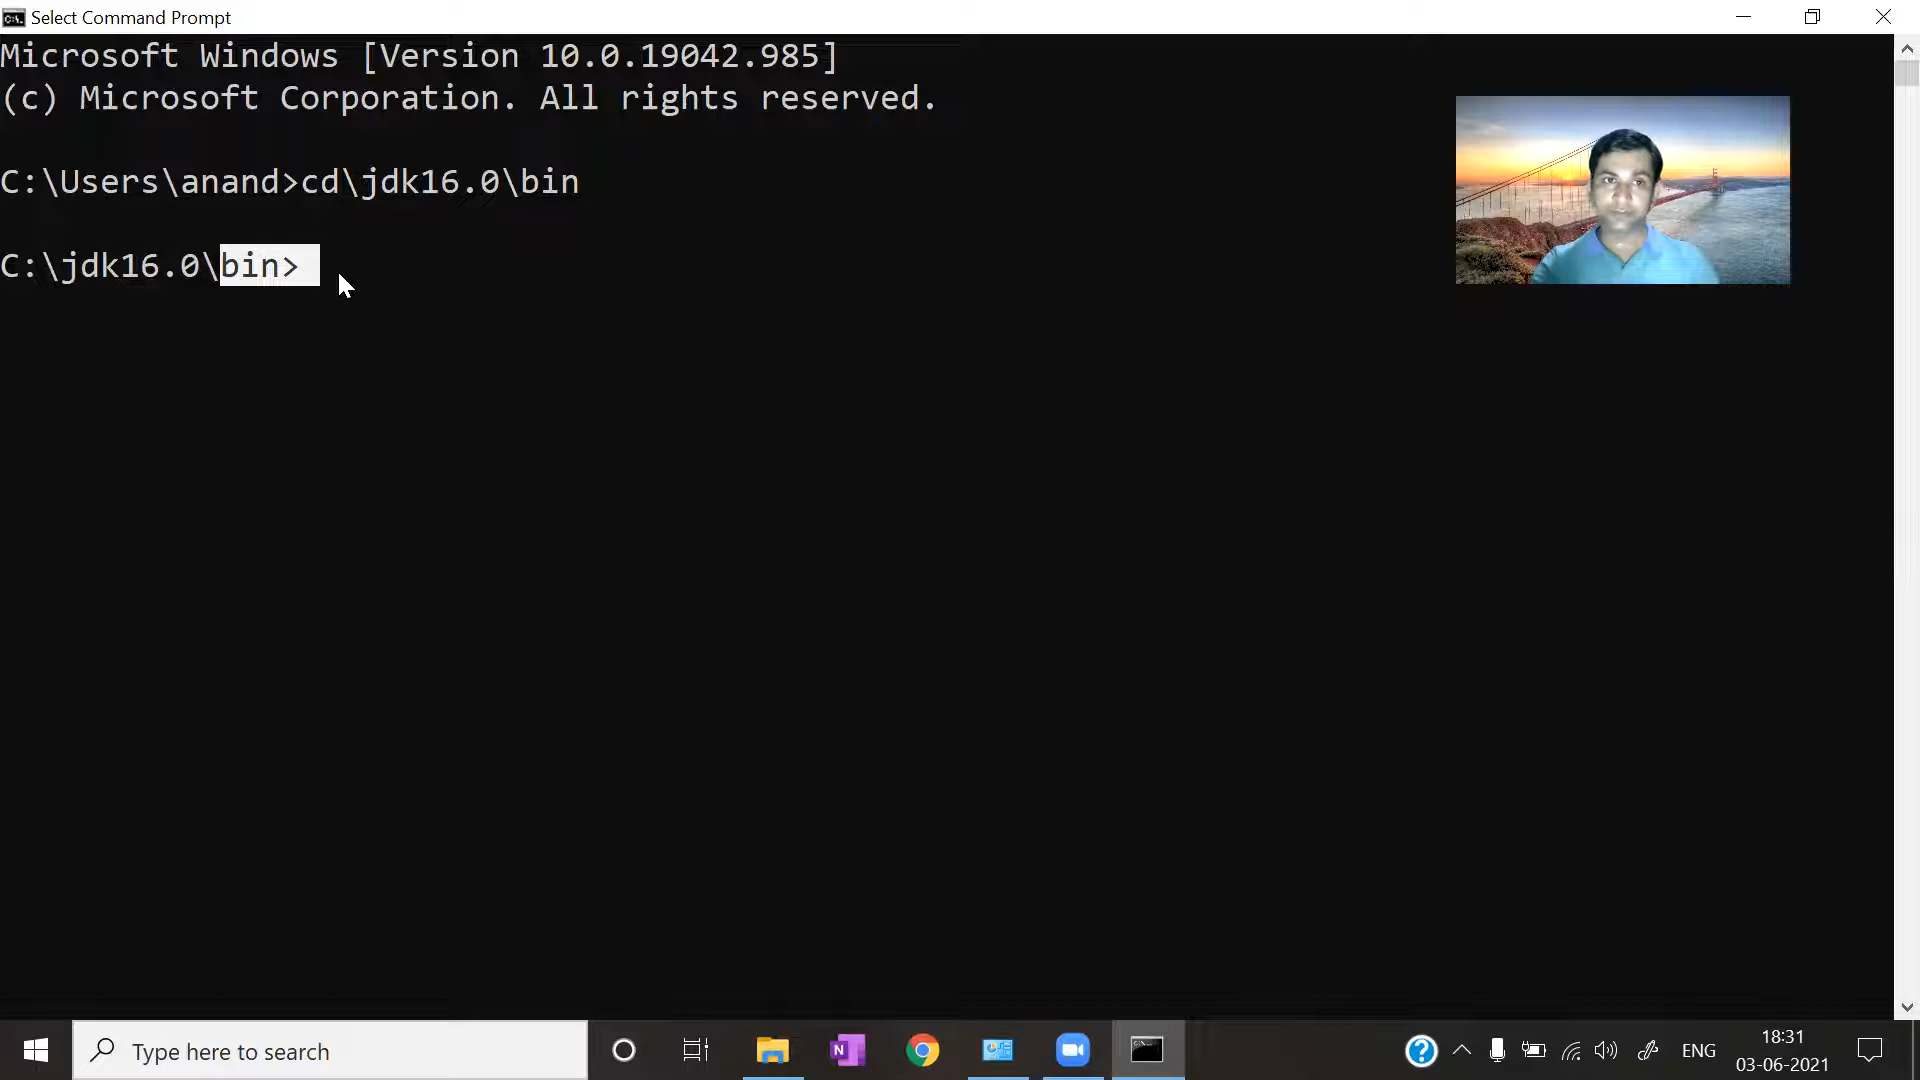 Select Command Prompt
Microsoft Windows [Version 10.0.19042.985]
(c) Microsoft Corporation. All rights reserved.
C:\Users\anand>cd\jdk16.0\bin
C:\jdk16.0\bin>
Type here to search
ENG
18:31
03-06-2021